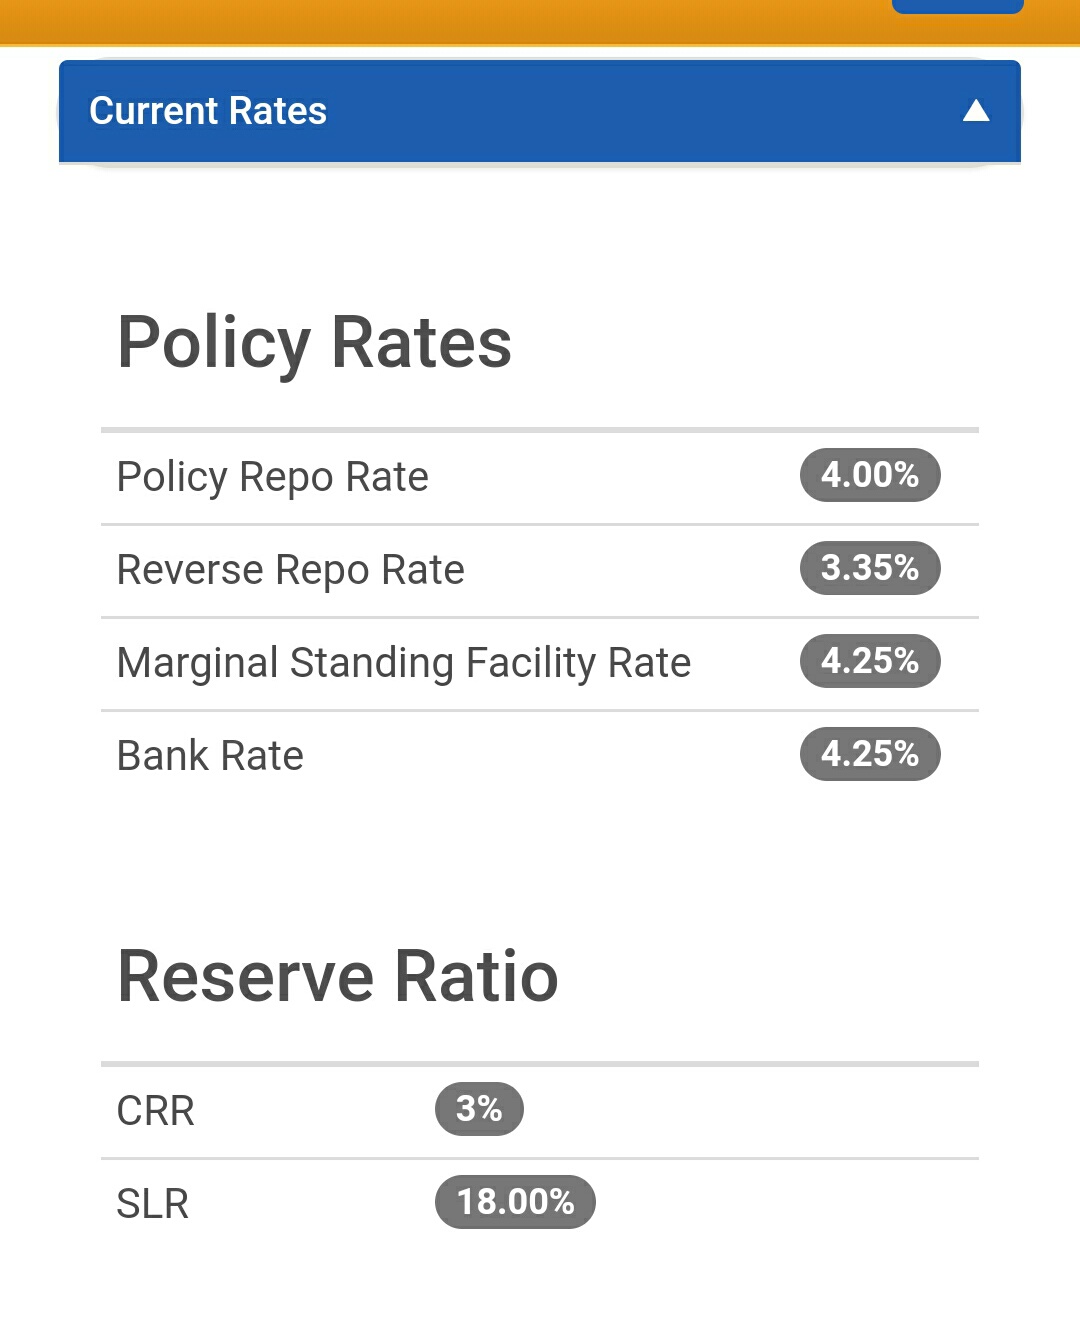 Current Rates
Policy Rates
Policy Repo Rate 4.00%
Reverse Repo Rate 3.35%
Marginal Standing Facility Rate 4.25%
Bank Rate 4.25%
Reserve Ratio
CRR 3%
SLR 18.00%